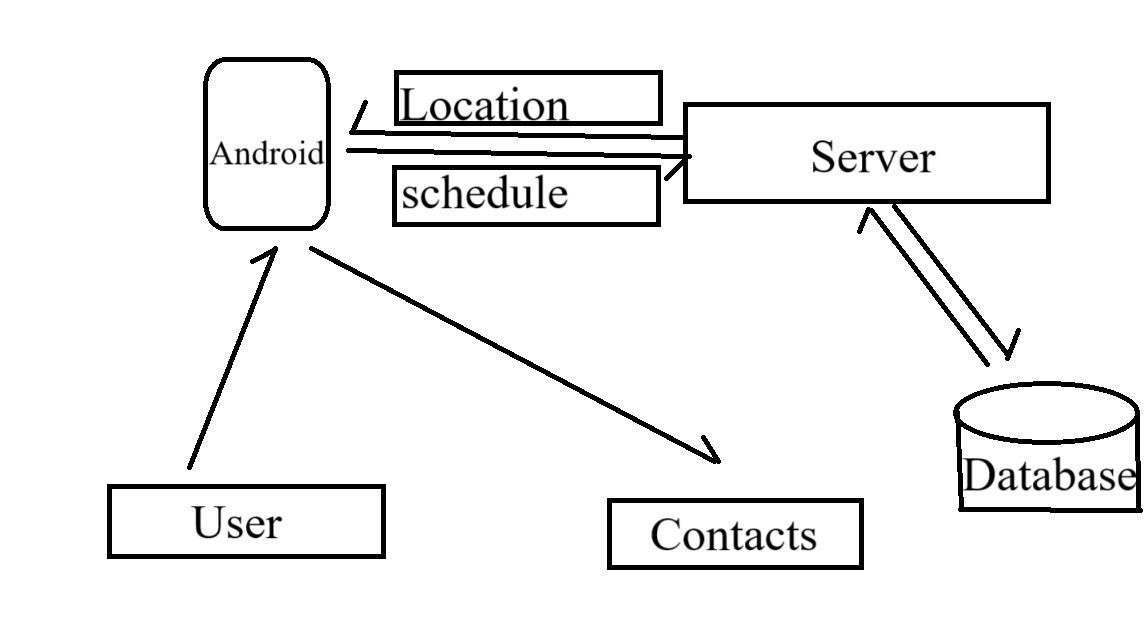 Location
Android
Server
schedule
Database
User
Contacts